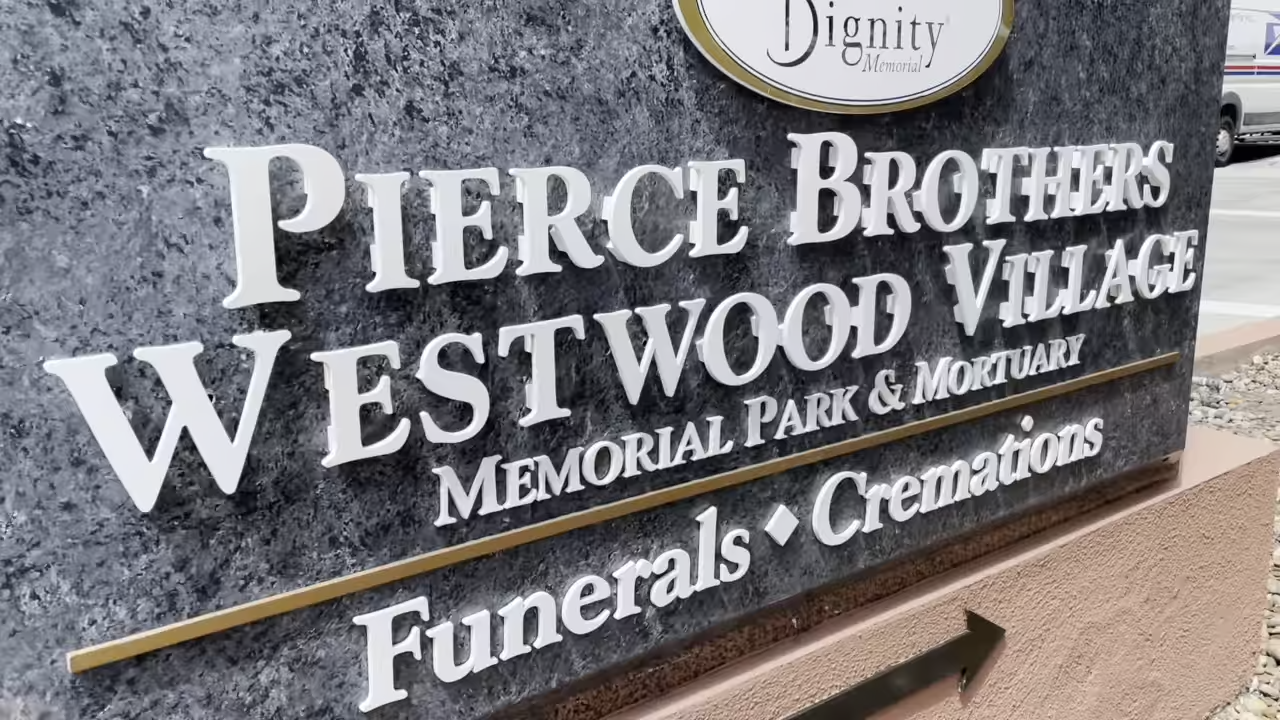 Dignity
Memorial
PIERCE BROTHERS
WESTWOOD VILLAGE
MEMORIAL PARK & MORTUARY
Funerals ◆ Cremations